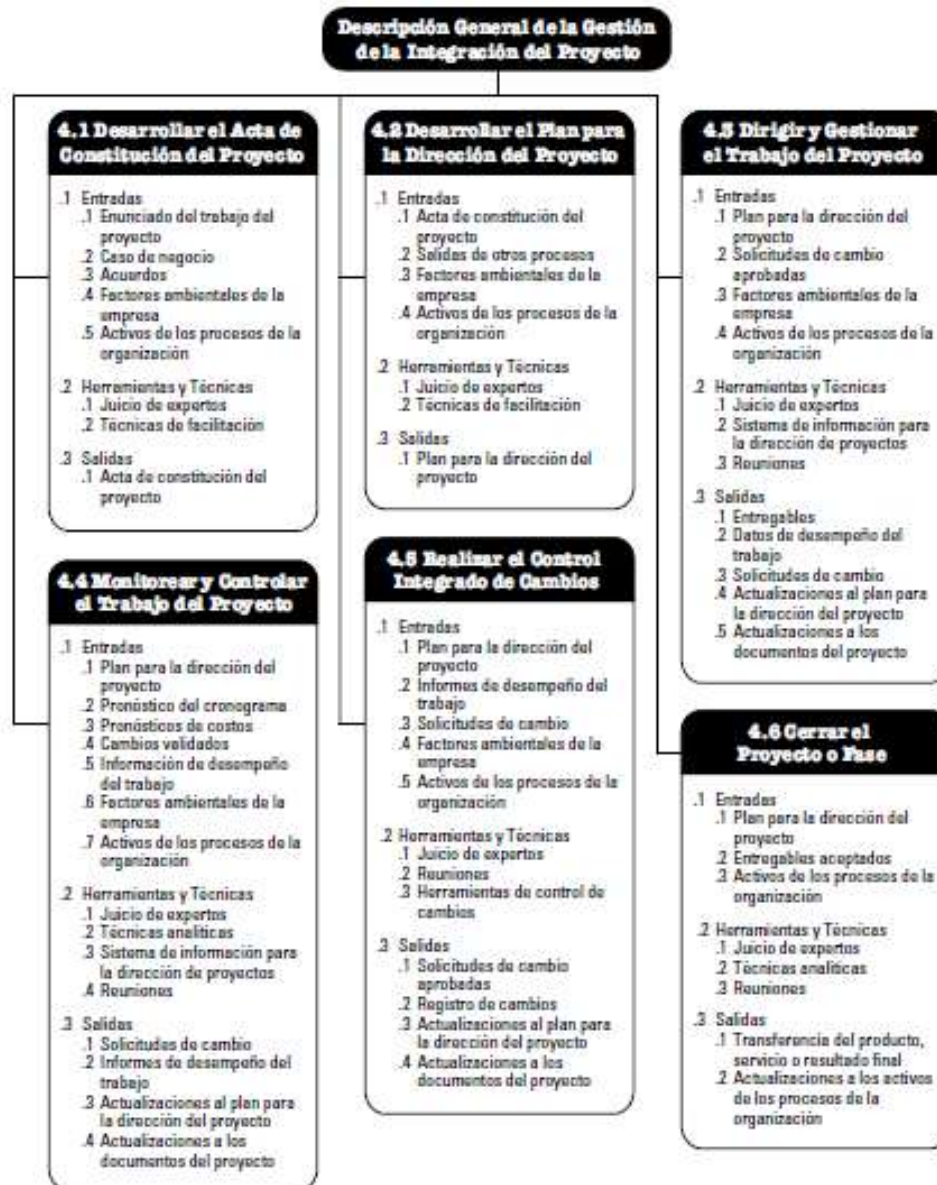 Descripción General de la Gestión
de la Integración del Proyecto
4.1 Desarrollar el Acta de
Constitución del Proyecto
.1 Entradas
.1 Enunciado del trabajo del
proyecto
.2 Caso de negocio
.3 Acuerdos
.4 Factores ambientales de la
empresa
.5 Activos de los procesos de la
organización
.2 Herramientas y Técnicas
.1 Juicio de expertos
.2 Técnicas de facilitación
.3 Salidas
.1 Acta de constitución del
proyecto
4.2 Desarrollar el Plan para
la Dirección del Proyecto
.1 Entradas
.1 Acta de constitución del
proyecto
.2 Salidas de otros procesos
.3 Factores ambientales de la
empresa
.4 Activos de los procesos de la
organización
.2 Herramientas y Técnicas
.1 Juicio de expertos
.2 Técnicas de facilitación
.3 Salidas
.1 Plan para la dirección del
proyecto
4.3 Dirigir y Gestionar
el Trabajo del Proyecto
.1 Entradas
.1 Plan para la dirección del
proyecto
.2 Solicitudes de cambio
aprobadas
.3 Factores ambientales de la
empresa
.4 Activos de los procesos de la
organización
.2 Herramientas y Técnicas
.1 Juicio de expertos
.2 Sistema de información para
la dirección de proyectos
.3 Reuniones
.3 Salidas
.1 Entregables
.2 Datos de desempeño del
trabajo
.3 Solicitudes de cambio
.4 Actualizaciones al plan para
la dirección del proyecto
.5 Actualizaciones a los
documentos del proyecto
4.4 Monitorear y Controlar
el Trabajo del Proyecto
.1 Entradas
.1 Plan para la dirección del
proyecto
.2 Pronóstico del cronograma
.3 Pronósticos de costos
.4 Cambios validados
.5 Información de desempeño
del trabajo
.6 Factores ambientales de la
empresa
.7 Activos de los procesos de la
organización
.2 Herramientas y Técnicas
.1 Juicio de expertos
.2 Técnicas analíticas
.3 Sistema de información para
la dirección de proyectos
.4 Reuniones
.3 Salidas
.1 Solicitudes de cambio
.2 Informes de desempeño del
trabajo
.3 Actualizaciones al plan para
la dirección del proyecto
.4 Actualizaciones a los
documentos del proyecto
4.5 Realizar el Control
Integrado de Cambios
.1 Entradas
.1 Plan para la dirección del
proyecto
.2 Informes de desempeño del
trabajo
.3 Solicitudes de cambio
.4 Factores ambientales de la
empresa
.5 Activos de los procesos de la
organización
.2 Herramientas y Técnicas
.1 Juicio de expertos
.2 Reuniones
.3 Herramientas de control de
cambios
.3 Salidas
.1 Solicitudes de cambio
aprobadas
.2 Registro de cambios
.3 Actualizaciones al plan para
la dirección del proyecto
.4 Actualizaciones a los
documentos del proyecto
4.6 Cerrar el
Proyecto o Fase
.1 Entradas
.1 Plan para la dirección del
proyecto
.2 Entregables aceptados
.3 Activos de los procesos de la
organización
.2 Herramientas y Técnicas
.1 Juicio de expertos
.2 Técnicas analíticas
.3 Reuniones
.3 Salidas
.1 Transferencia del producto,
servicio o resultado final
.2 Actualizaciones a los activos
de los procesos de la
organización